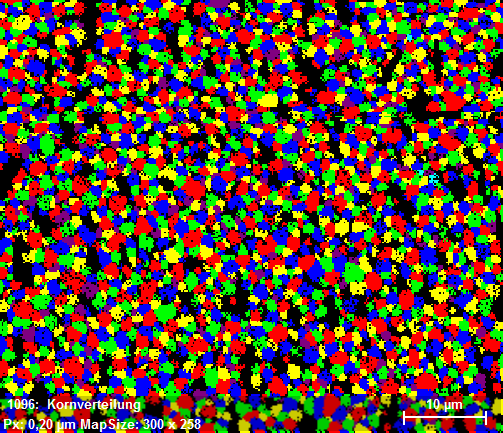 1096: Kornverteilung
10 µm
Px: 0,20 µm MapSize: 300 x 258